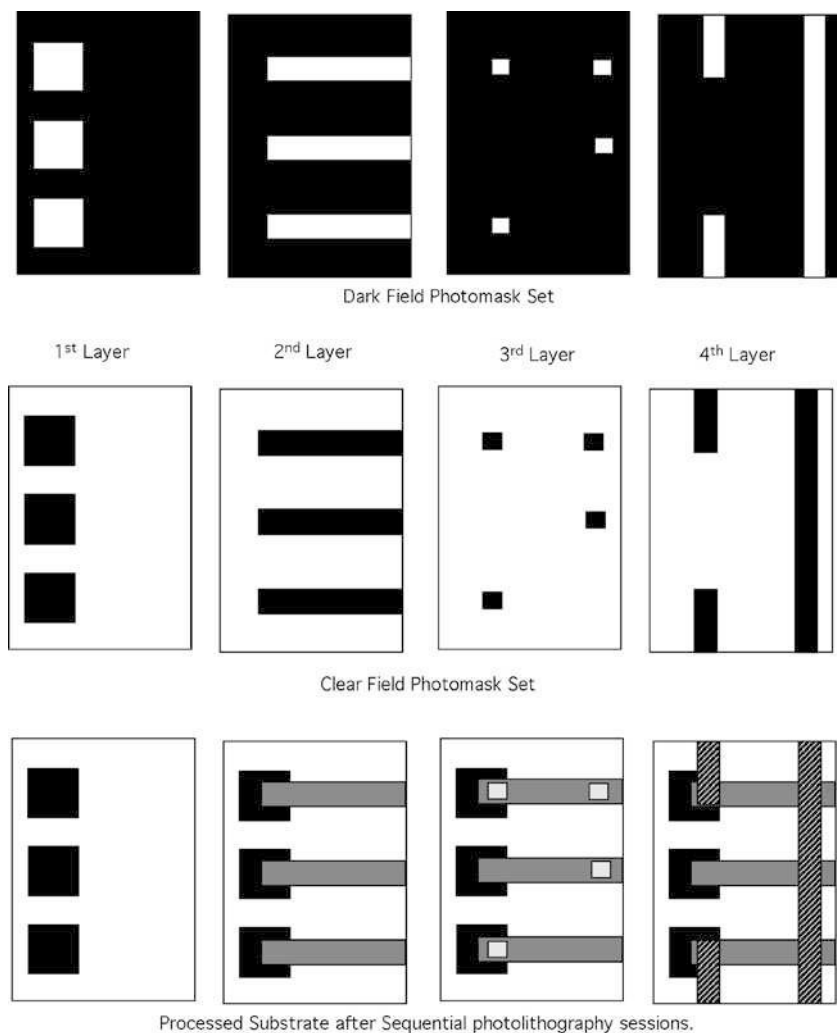 Dark Field Photomask Set
1st Layer 2nd Layer 3rd Layer 4th Layer
Clear Field Photomask Set
Processed Substrate after Sequential photolithography sessions.